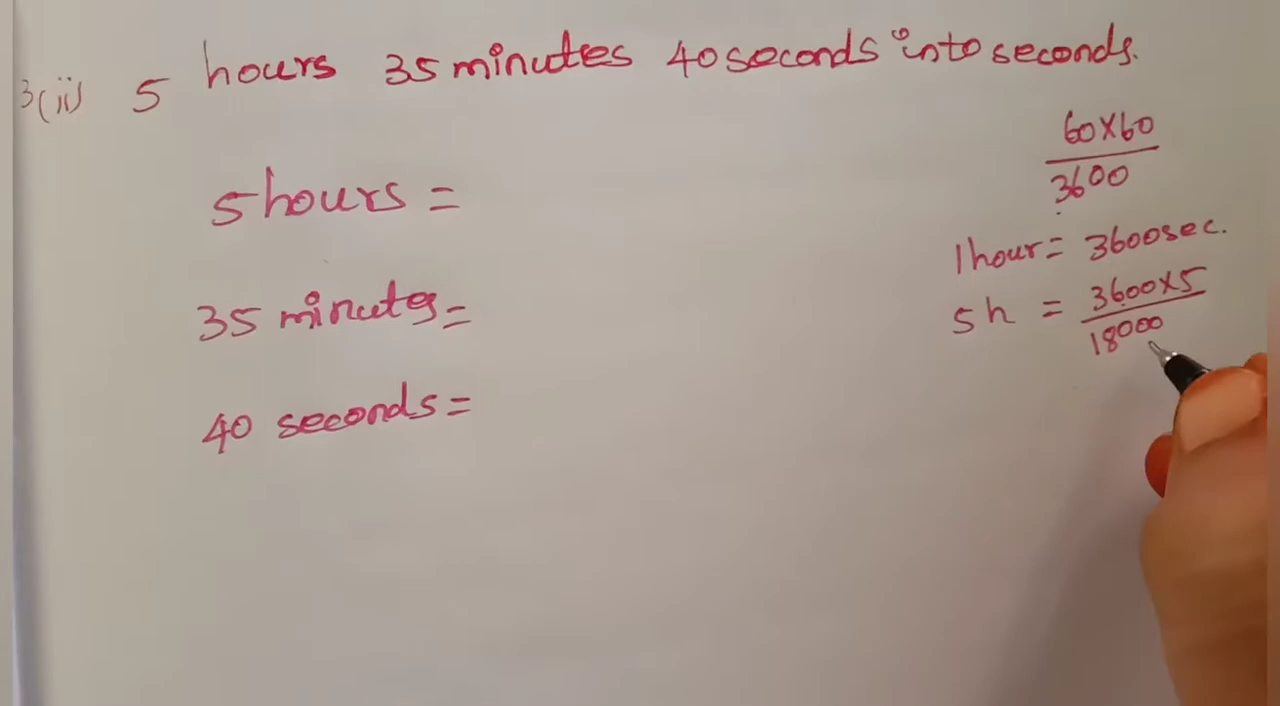 3(ii) 5 hours 35 minutes 40 seconds into seconds.
60X60
3600
5 hours =
1 hour = 3600 sec.
35 minutes =
5h = 3600X5
18000
40 seconds =